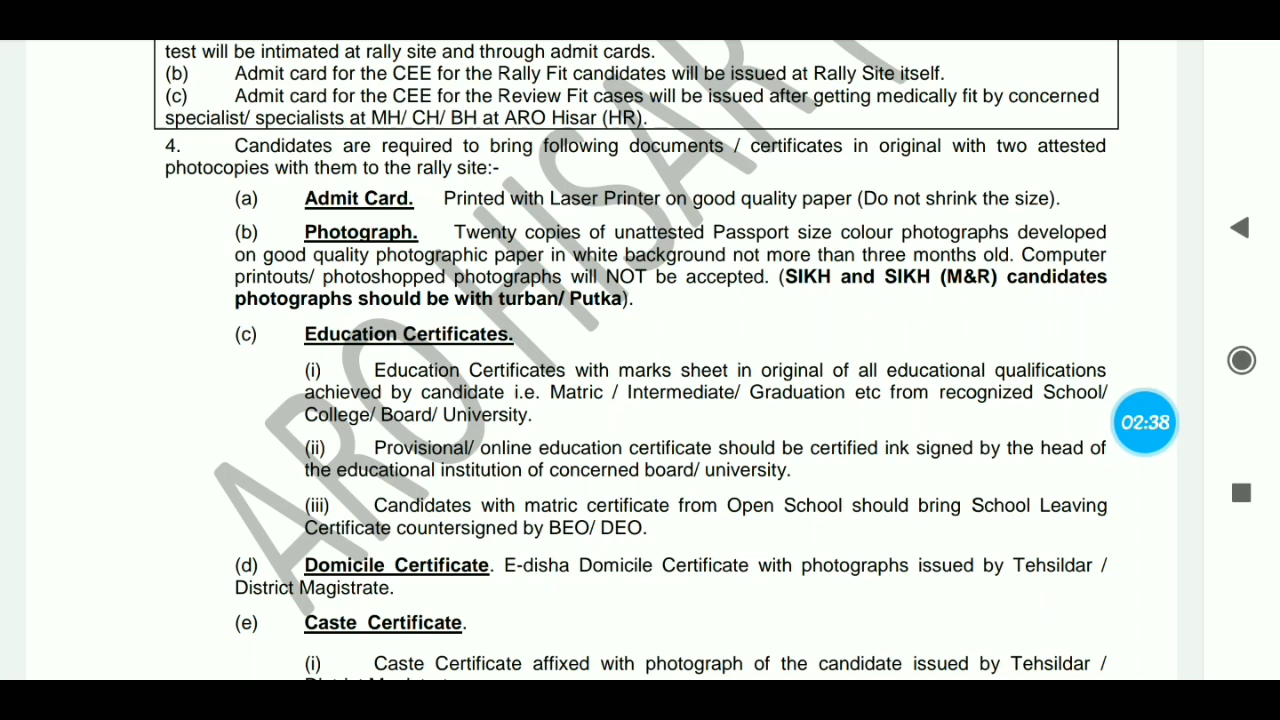 test will be intimated at rally site and through admit cards.
(b) Admit card for the CEE for the Rally Fit candidates will be issued at Rally Site itself.
(c) Admit card for the CEE for the Review Fit cases will be issued after getting medically fit by concerned
specialist/ specialists at MH/ CH/ BH at ARO Hisar (HR).
4. Candidates are required to bring following documents / certificates in original with two attested
photocopies with them to the rally site:-
(a) Admit Card. Printed with Laser Printer on good quality paper (Do not shrink the size).
(b) Photograph. Twenty copies of unattested Passport size colour photographs developed
on good quality photographic paper in white background not more than three months old. Computer
printouts/ photoshopped photographs will NOT be accepted. (SIKH and SIKH (M&R) candidates
photographs should be with turban/ Putka).
(c) Education Certificates.
(i) Education Certificates with marks sheet in original of all educational qualifications
achieved by candidate i.e. Matric / Intermediate/ Graduation etc from recognized School/
College/ Board/ University.
02:38
(ii) Provisional/ online education certificate should be certified ink signed by the head of
the educational institution of concerned board/ university.
(iii) Candidates with matric certificate from Open School should bring School Leaving
Certificate countersigned by BEO/ DEO.
(d) Domicile Certificate. E-disha Domicile Certificate with photographs issued by Tehsildar /
District Magistrate.
(e) Caste Certificate.
(i) Caste Certificate affixed with photograph of the candidate issued by Tehsildar /
ARO HISAR